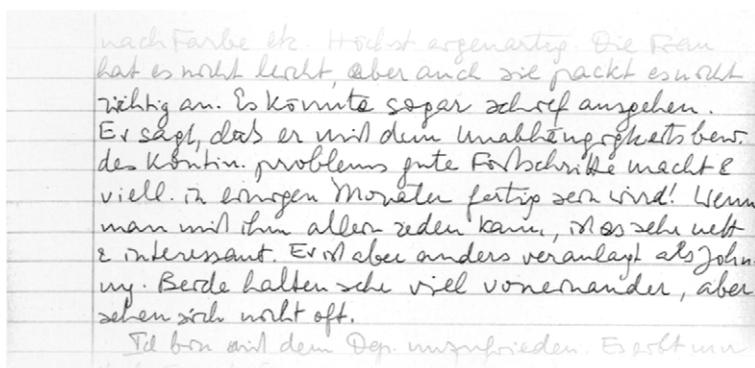 nach Farbe etc. Höchst eigenartig. Die Frau
hat es nicht leicht, aber auch sie packt es nicht
richtig an. Es könnte sogar schief ausgehen.
Er sagt, dass er mit dem Unabhängigkeitsbew.
des Kontin. problems gute Fortschritte macht &
viell. in einigen Monaten fertig sein wird! Wenn
man mit ihm allein reden kann, ist es sehr nett
& interessant. Er ist aber anders veranlagt als John-
ny. Beide halten sehr viel voneinander, aber
sehen sich nicht oft.
Ich bin mit dem Dep. unzufrieden. Es gibt nun